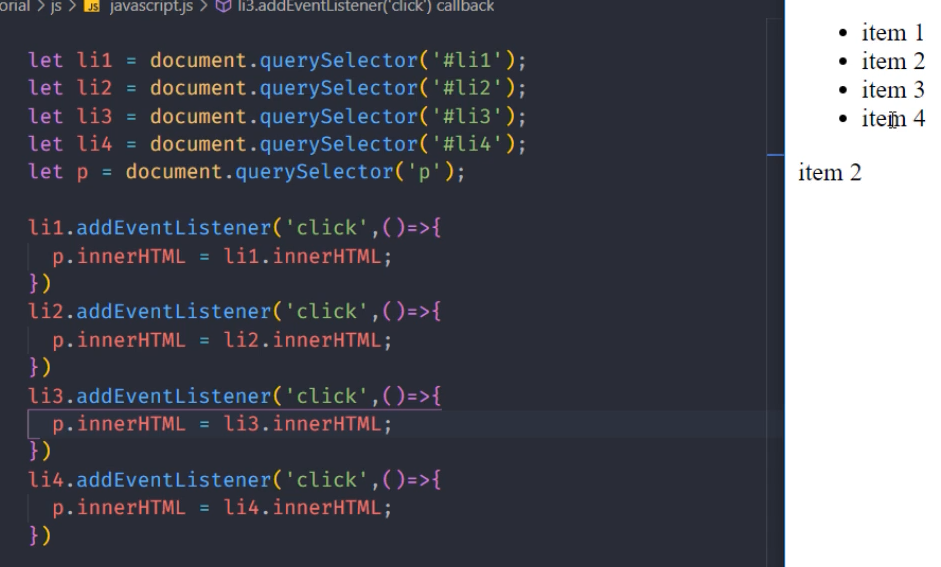 orial > js > JS javascript.js > li3.addEventListener('click') callback
let li1 = document.querySelector('#li1');
let li2 = document.querySelector('#li2');
let li3 = document.querySelector('#li3');
let li4 = document.querySelector('#li4');
let p = document.querySelector('p');
li1.addEventListener('click',()=>{
p.innerHTML = li1.innerHTML;
})
li2.addEventListener('click',()=>{
p.innerHTML = li2.innerHTML;
})
li3.addEventListener('click',()=>{
p.innerHTML = li3.innerHTML;
})
li4.addEventListener('click',()=>{
p.innerHTML = li4.innerHTML;
})
item 1
item 2
item 3
item 4
item 2